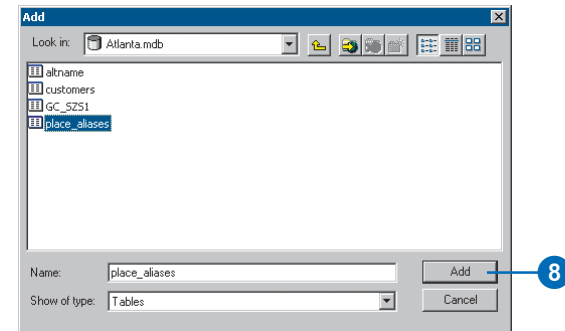 Add
Look in: Atlanta.mdb
altname
customers
GC_SZS1
place_aliases
Name: place_aliases Add 8
Show of type: Tables Cancel